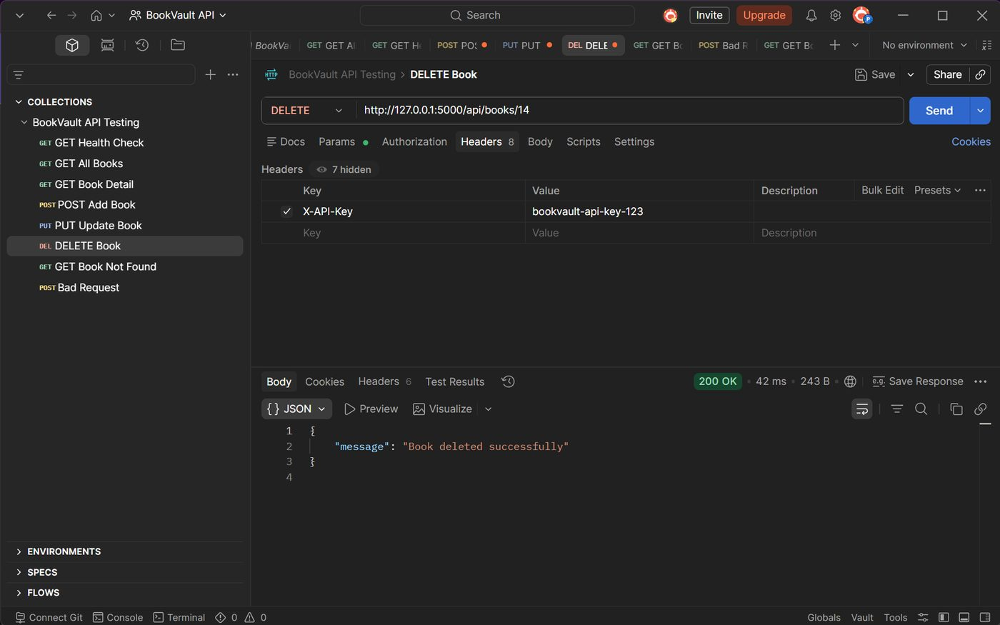 BookVault API
Search
Invite
Upgrade
BookVa
GET GET Al
GET GET H
POST POS
PUT PUT
DEL DELE
GET GET Bo
POST Bad R
GET GET Bo
No environment
HTTP BookVault API Testing > DELETE Book
Save
Share
COLLECTIONS
BookVault API Testing
GET GET Health Check
GET GET All Books
GET GET Book Detail
POST POST Add Book
PUT PUT Update Book
DEL DELETE Book
GET GET Book Not Found
POST Bad Request
ENVIRONMENTS
SPECS
FLOWS
DELETE
http://127.0.0.1:5000/api/books/14
Send
Docs Params Authorization Headers 8 Body Scripts Settings
Cookies
Headers 7 hidden
Key Value Description Bulk Edit Presets
X-API-Key bookvault-api-key-123
Key Value Description
Body Cookies Headers 6 Test Results
200 OK • 42 ms • 243 B
e.g. Save Response
{} JSON Preview Visualize
1 {
2 "message": "Book deleted successfully"
3 }
4
Connect Git Console Terminal 0 0
Globals Vault Tools